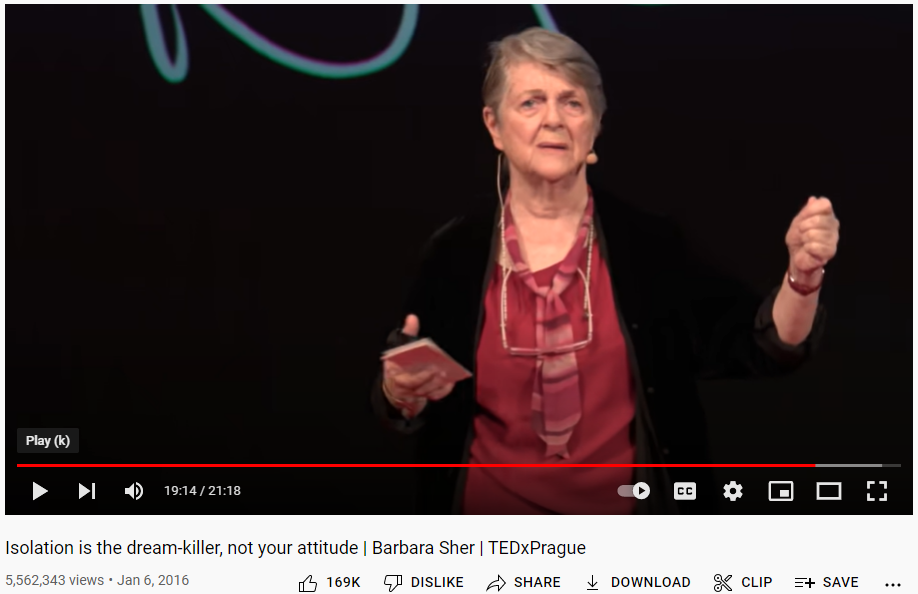 Play (k)
19:14 / 21:18
CC
Isolation is the dream-killer, not your attitude | Barbara Sher | TEDxPrague
5,562,343 views • Jan 6, 2016
169K DISLIKE SHARE DOWNLOAD CLIP SAVE ...